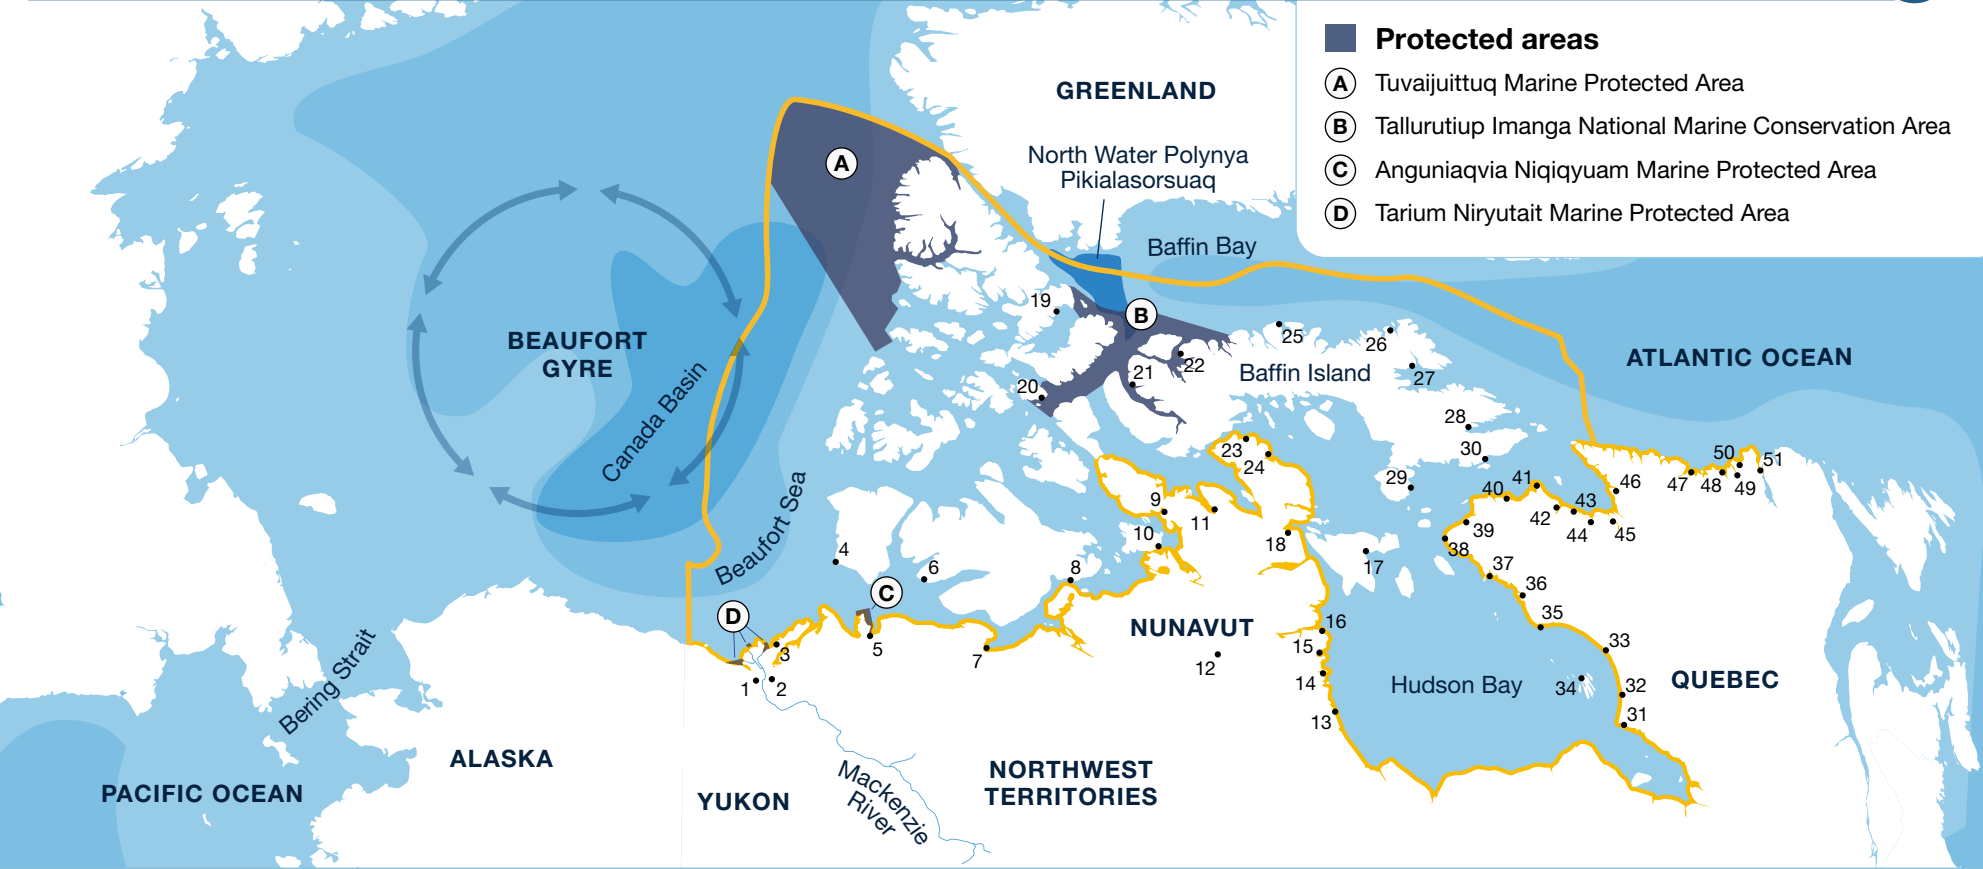 Protected areas
A Tuvaijuittuq Marine Protected Area
B Tallurutiup Imanga National Marine Conservation Area
C Anguniaqvia Niqiqyuam Marine Protected Area
D Tarium Niryutait Marine Protected Area
GREENLAND
North Water Polynya
Pikialasorsuaq
Baffin Bay
A
B
BEAUFORT
GYRE
Canada Basin
Beaufort Sea
ATLANTIC OCEAN
Baffin Island
19
20
21
22
25
26
27
28
30
29
23
24
9
10
11
18
17
4
6
8
C
D
3
5
7
1
2
12
NUNAVUT
16
15
14
13
Hudson Bay
34
40
41
42
43
44
45
46
47
48
49
50
51
39
38
37
36
35
33
32
31
QUEBEC
Bering Strait
ALASKA
PACIFIC OCEAN
YUKON
Mackenzie
River
NORTHWEST
TERRITORIES